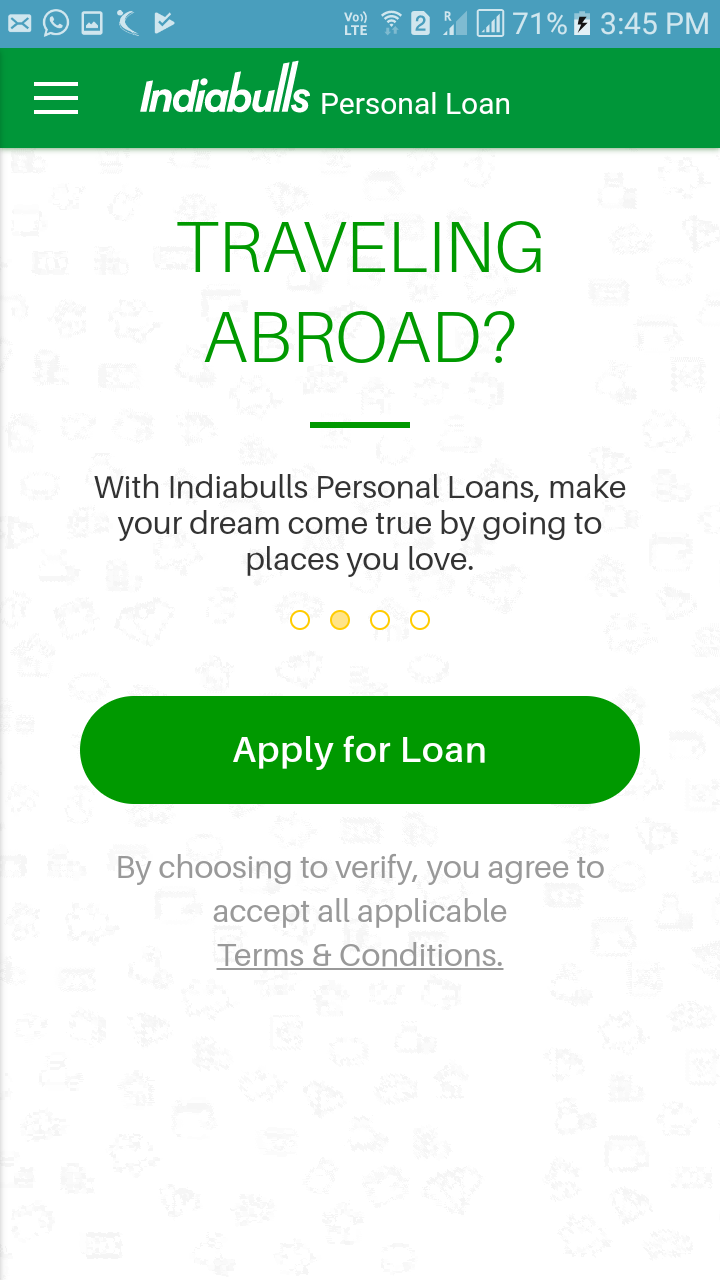 Vo)) LTE 2 R 71% 3:45 PM
Indiabulls Personal Loan
TRAVELING
ABROAD?
With Indiabulls Personal Loans, make
your dream come true by going to
places you love.
Apply for Loan
By choosing to verify, you agree to
accept all applicable
Terms & Conditions.